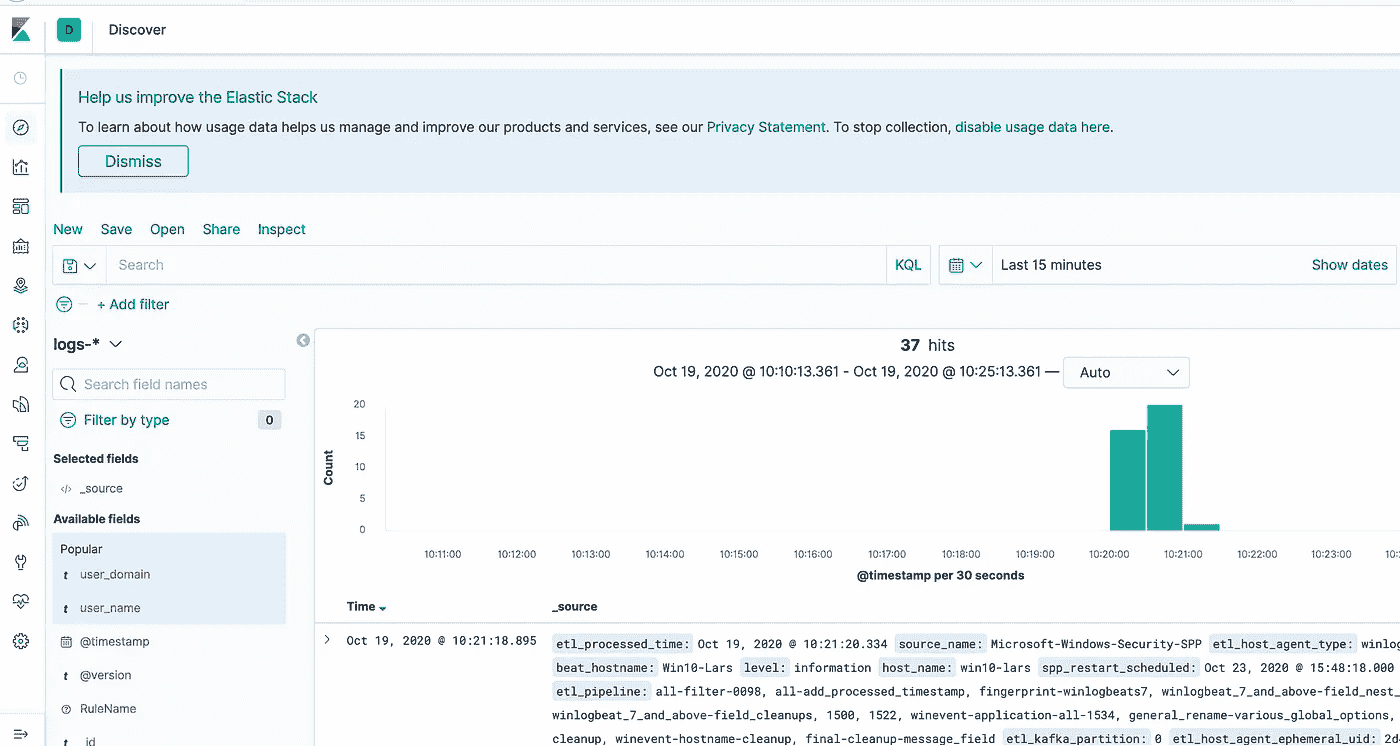 D Discover
Help us improve the Elastic Stack
To learn about how usage data helps us manage and improve our products and services, see our Privacy Statement. To stop collection, disable usage data here.
Dismiss
New Save Open Share Inspect
Search KQL Last 15 minutes Show dates
+ Add filter
logs-*
Search field names
Filter by type 0
Selected fields
</> _source
Available fields
Popular
t user_domain
t user_name
@timestamp
t @version
RuleName
t _id
37 hits
Oct 19, 2020 @ 10:10:13.361 - Oct 19, 2020 @ 10:25:13.361 — Auto
Count
20
15
10
5
0
10:11:00 10:12:00 10:13:00 10:14:00 10:15:00 10:16:00 10:17:00 10:18:00 10:19:00 10:20:00 10:21:00 10:22:00 10:23:00 10:
@timestamp per 30 seconds
Time _source
Oct 19, 2020 @ 10:21:18.895 etl_processed_time: Oct 19, 2020 @ 10:21:20.334 source_name: Microsoft-Windows-Security-SPP etl_host_agent_type: winlog
beat_hostname: Win10-Lars level: information host_name: win10-lars spp_restart_scheduled: Oct 23, 2020 @ 15:48:18.000
etl_pipeline: all-filter-0098, all-add_processed_timestamp, fingerprint-winlogbeats7, winlogbeat_7_and_above-field_nest_
winlogbeat_7_and_above-field_cleanups, 1500, 1522, winevent-application-all-1534, general_rename-various_global_options,
cleanup, winevent-hostname-cleanup, final-cleanup-message_field etl_kafka_partition: 0 etl_host_agent_ephemeral_uid: 2d